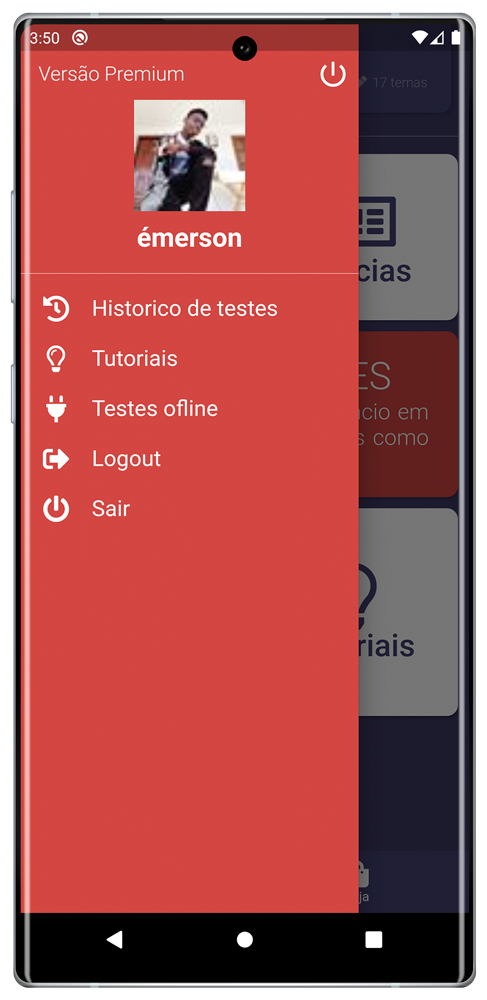 3:50
Versão Premium
17 temas
émerson
cias
Historico de testes
Tutoriais
ES
Testes ofline
cio em
s como
Logout
Sair
riais
ja